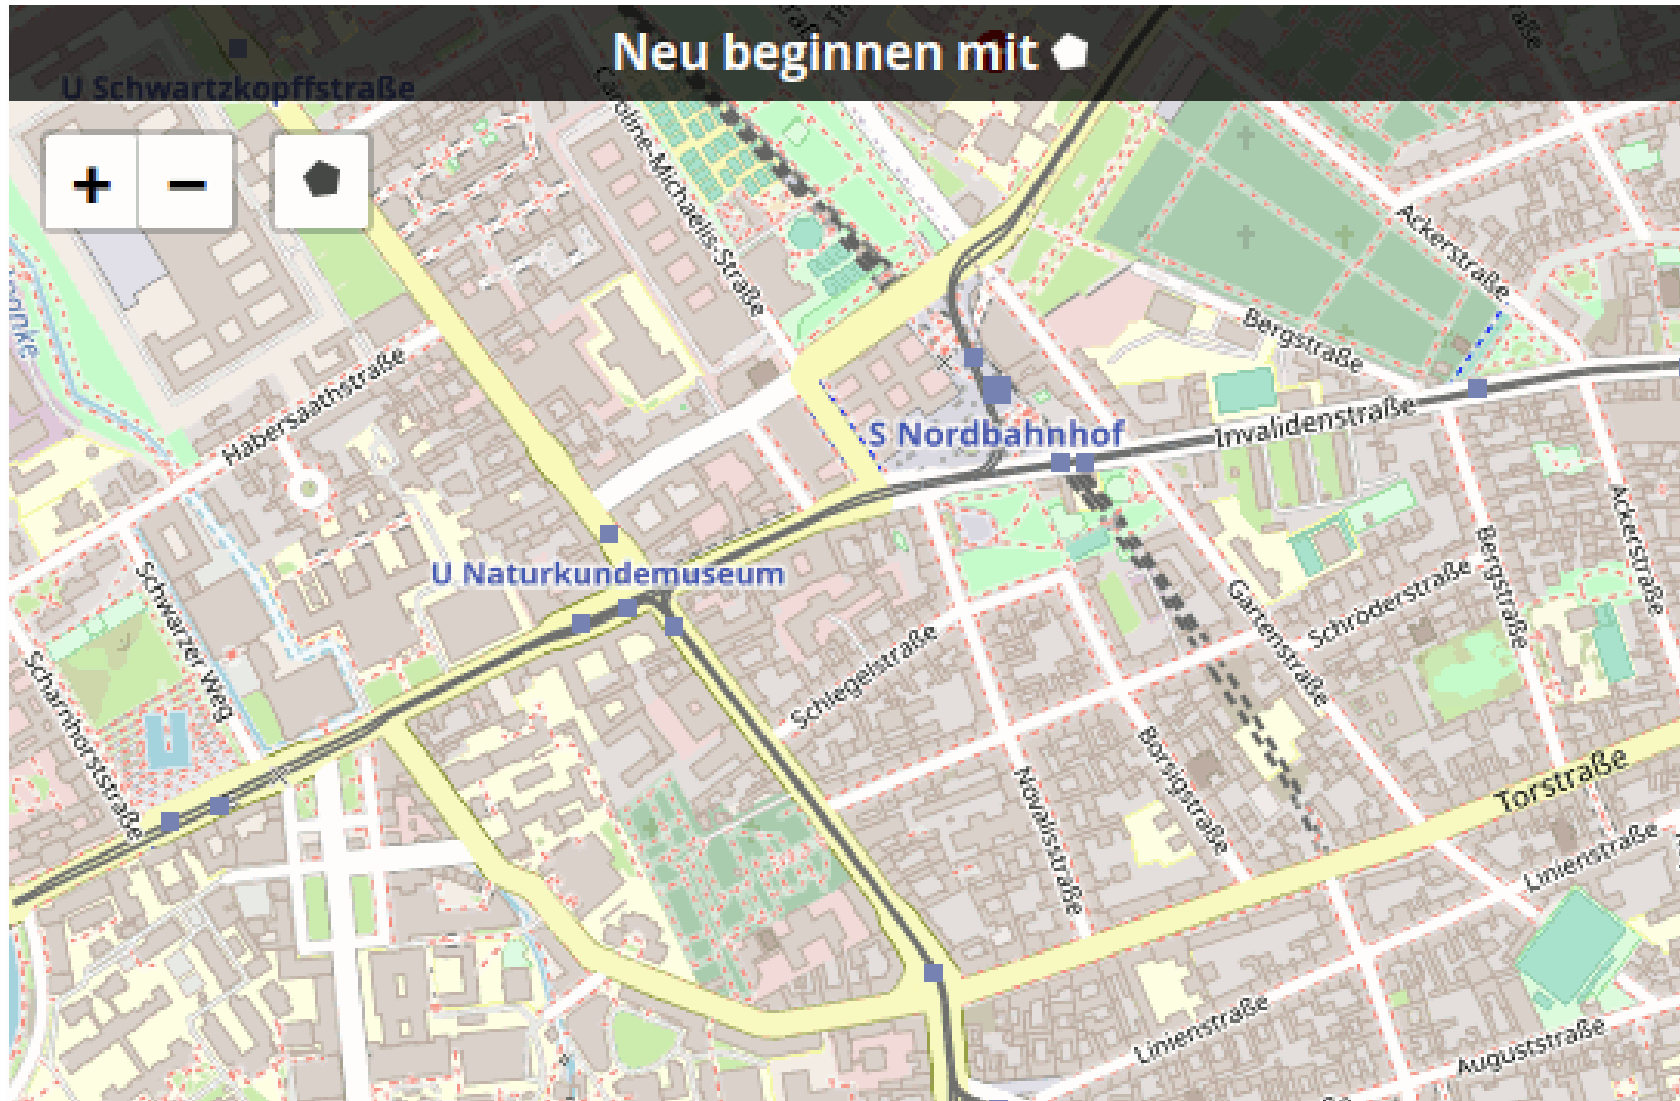 Neu beginnen mit
U Schwartzkopffstraße
+
−
Caroline-Michaelis-Straße
Ackerstraße
Bergstraße
Habersaathstraße
S Nordbahnhof
Invalidenstraße
U Naturkundemuseum
Schwarzer Weg
Scharnhorststraße
Schlegelstraße
Gartenstraße
Schröderstraße
Bergstraße
Ackerstraße
Borsigstraße
Novalisstraße
Torstraße
Linienstraße
Linienstraße
Auguststraße